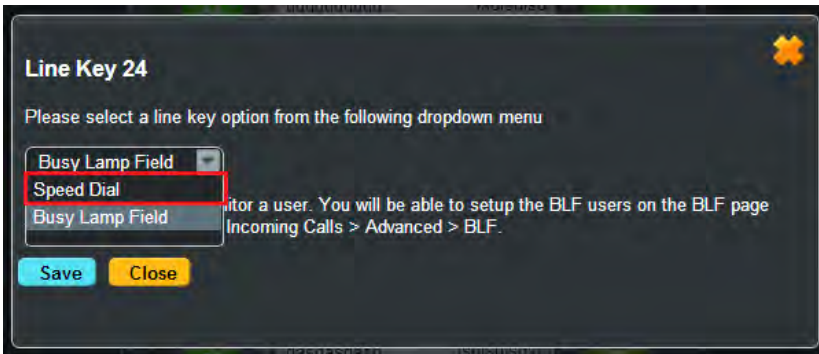 Line Key 24
Please select a line key option from the following dropdown menu
Busy Lamp Field
Speed Dial
itor a user. You will be able to setup the BLF users on the BLF page
Busy Lamp Field
Incoming Calls > Advanced > BLF.
Save Close